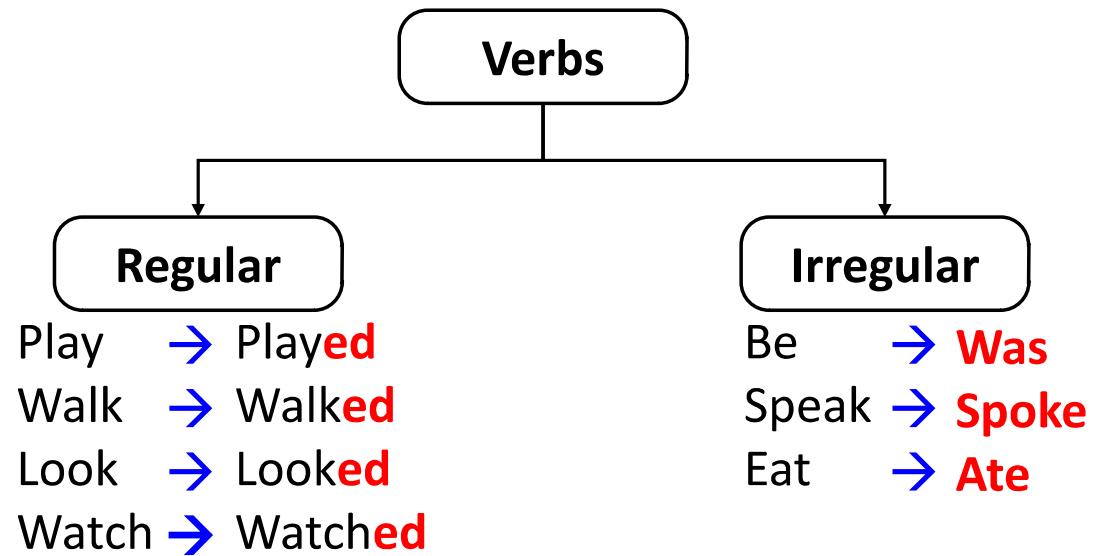 Verbs
Regular
Irregular
Play → Played
Walk → Walked
Look → Looked
Watch → Watched
Be → Was
Speak → Spoke
Eat → Ate